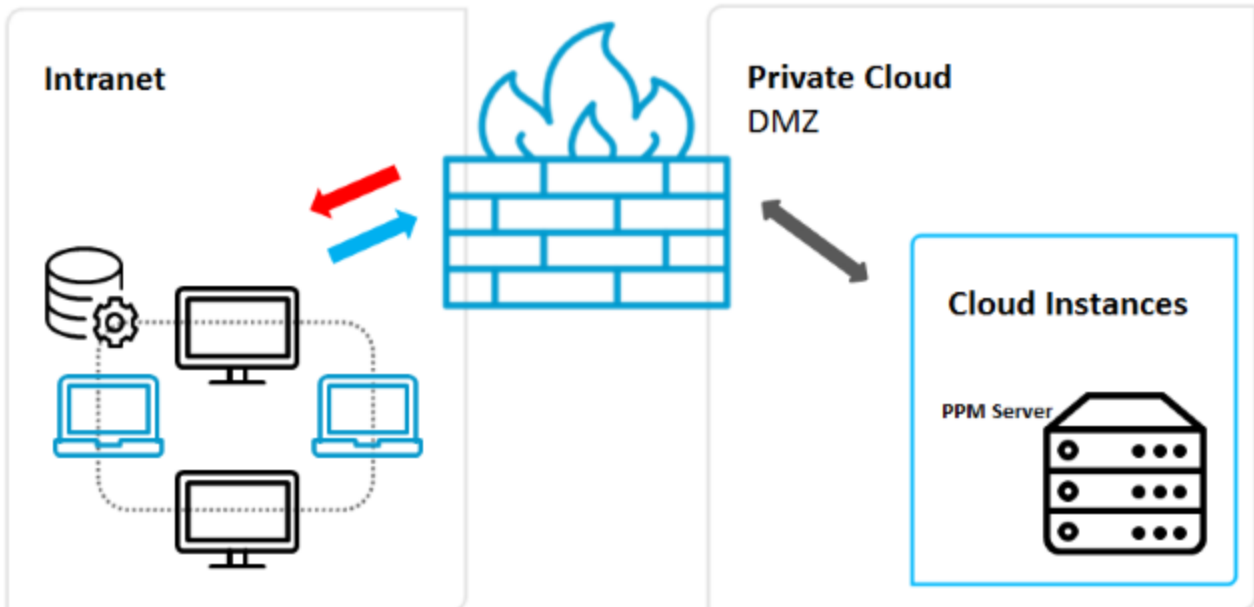 Intranet
Private Cloud
DMZ
Cloud Instances
PPM Server